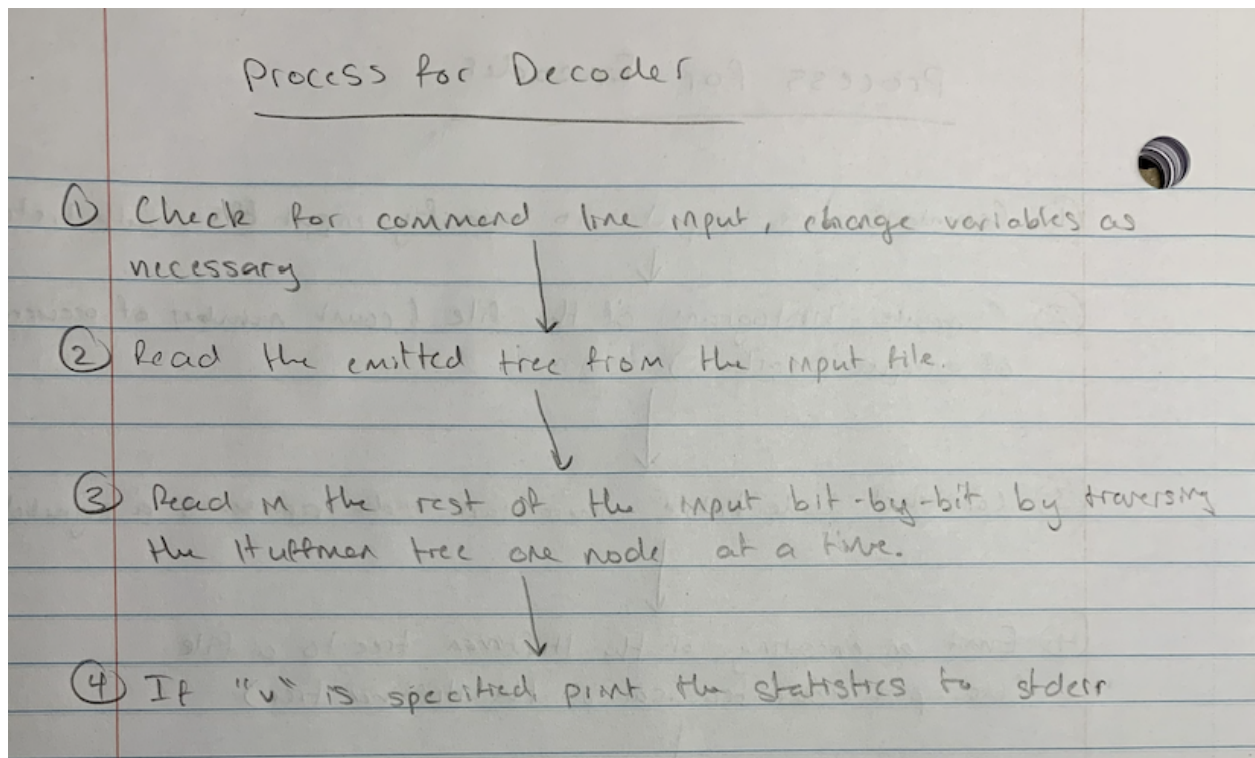 Process for Decoder
① Check for command line input, change variables as
necessary
② Read the emitted tree from the input file.
③ Read in the rest of the input bit-by-bit by traversing
the Huffman tree one node at a time.
④ If "v" is specified print the statistics to stderr